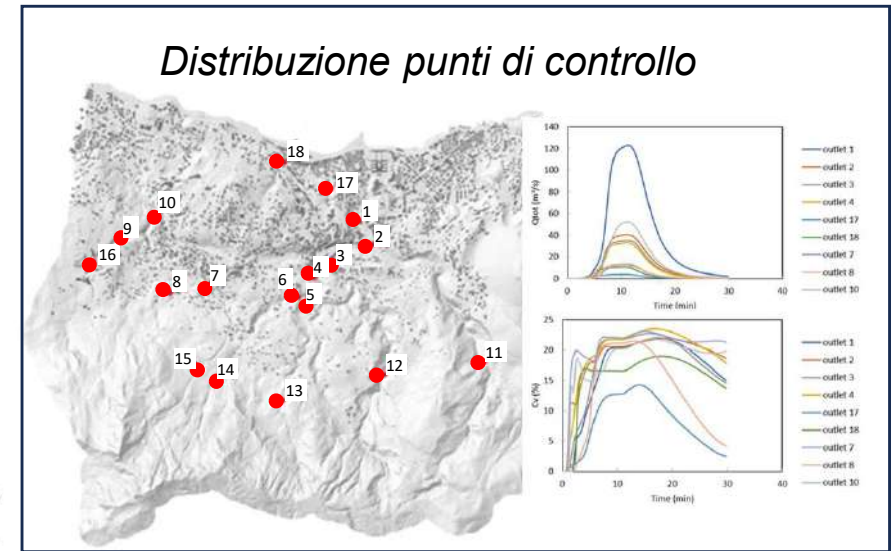 Distribuzione punti di controllo
18
17
10
1
9
2
16
3
4
8
7
6
5
15
14
13
12
11
140
120
100
80
60
40
20
0
Qtot (m³/s)
0
10
20
30
40
Time (min)
outlet 1
outlet 2
outlet 3
outlet 4
outlet 17
outlet 18
outlet 7
outlet 8
outlet 10
25
20
15
10
5
0
Cv (%)
0
10
20
30
40
Time (min)
outlet 1
outlet 2
outlet 3
outlet 4
outlet 17
outlet 18
outlet 7
outlet 8
outlet 10